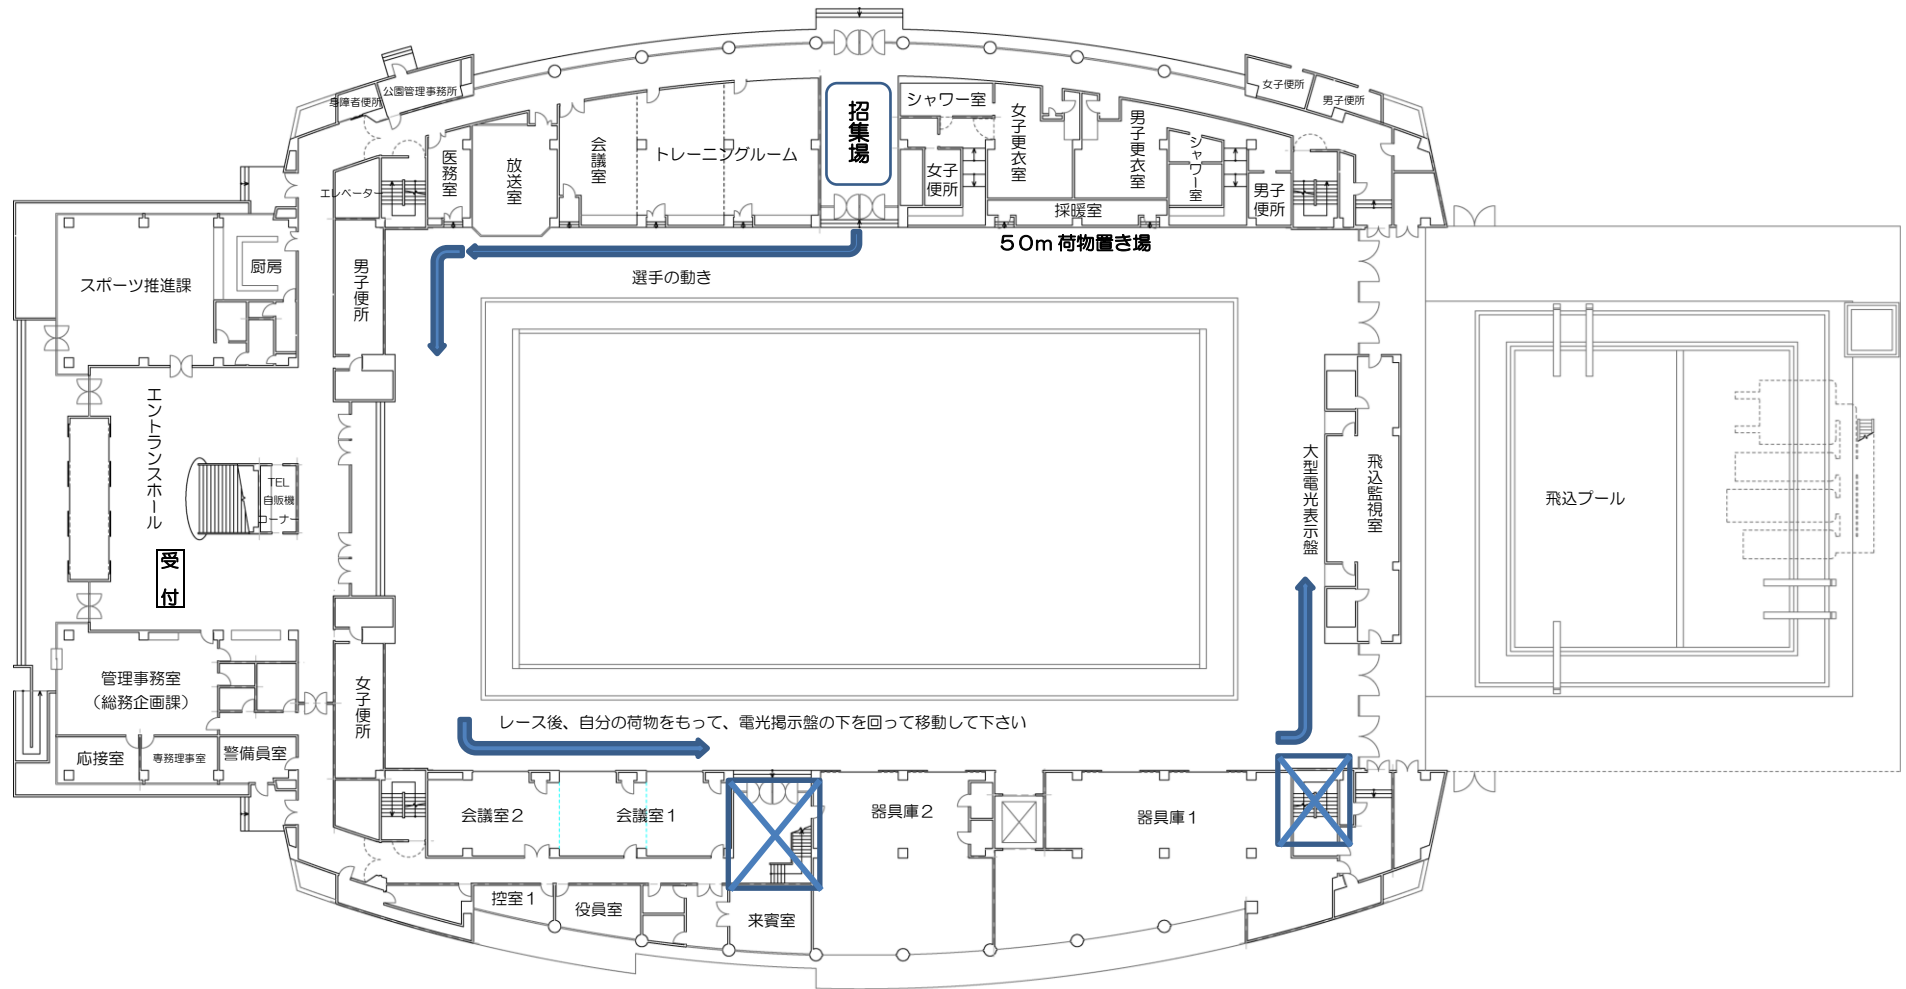 女子便所
男子便所
公園管理事務所
身障者便所
招集場
シャワー室
女子更衣室
男子更衣室
シャワー室
医務室
放送室
会議室
トレーニングルーム
女子便所
男子便所
エレベーター
採暖室
50m 荷物置き場
選手の動き
厨房
スポーツ推進課
男子便所
エントランスホール
TEL
自販機
コーナー
大型電光表示盤
飛込監視室
飛込プール
受付
管理事務室
（総務企画課）
女子便所
レース後、自分の荷物をもって、電光掲示盤の下を回って移動して下さい
応接室
専務理事室
警備員室
会議室２
会議室１
器具庫２
器具庫１
控室１
役員室
来賓室